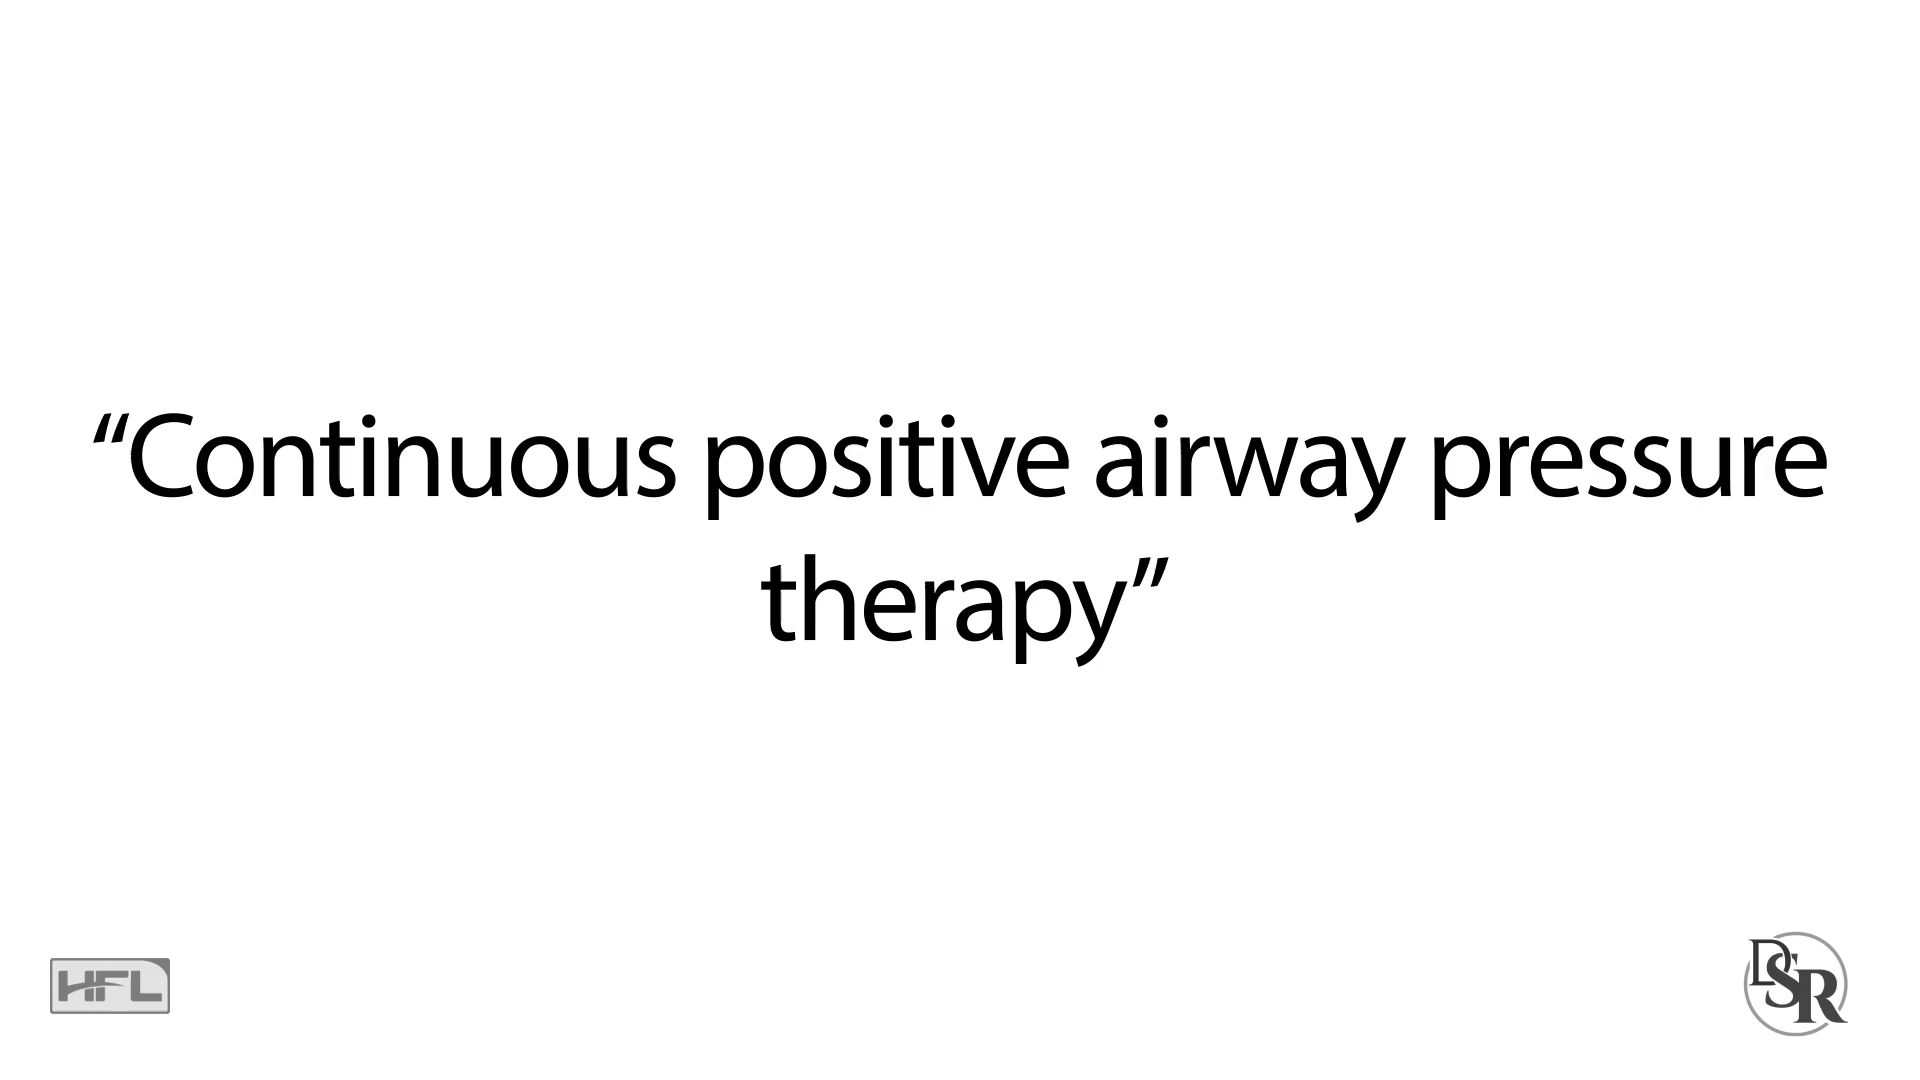 “Continuous positive airway pressure
therapy”
HFL
DSR